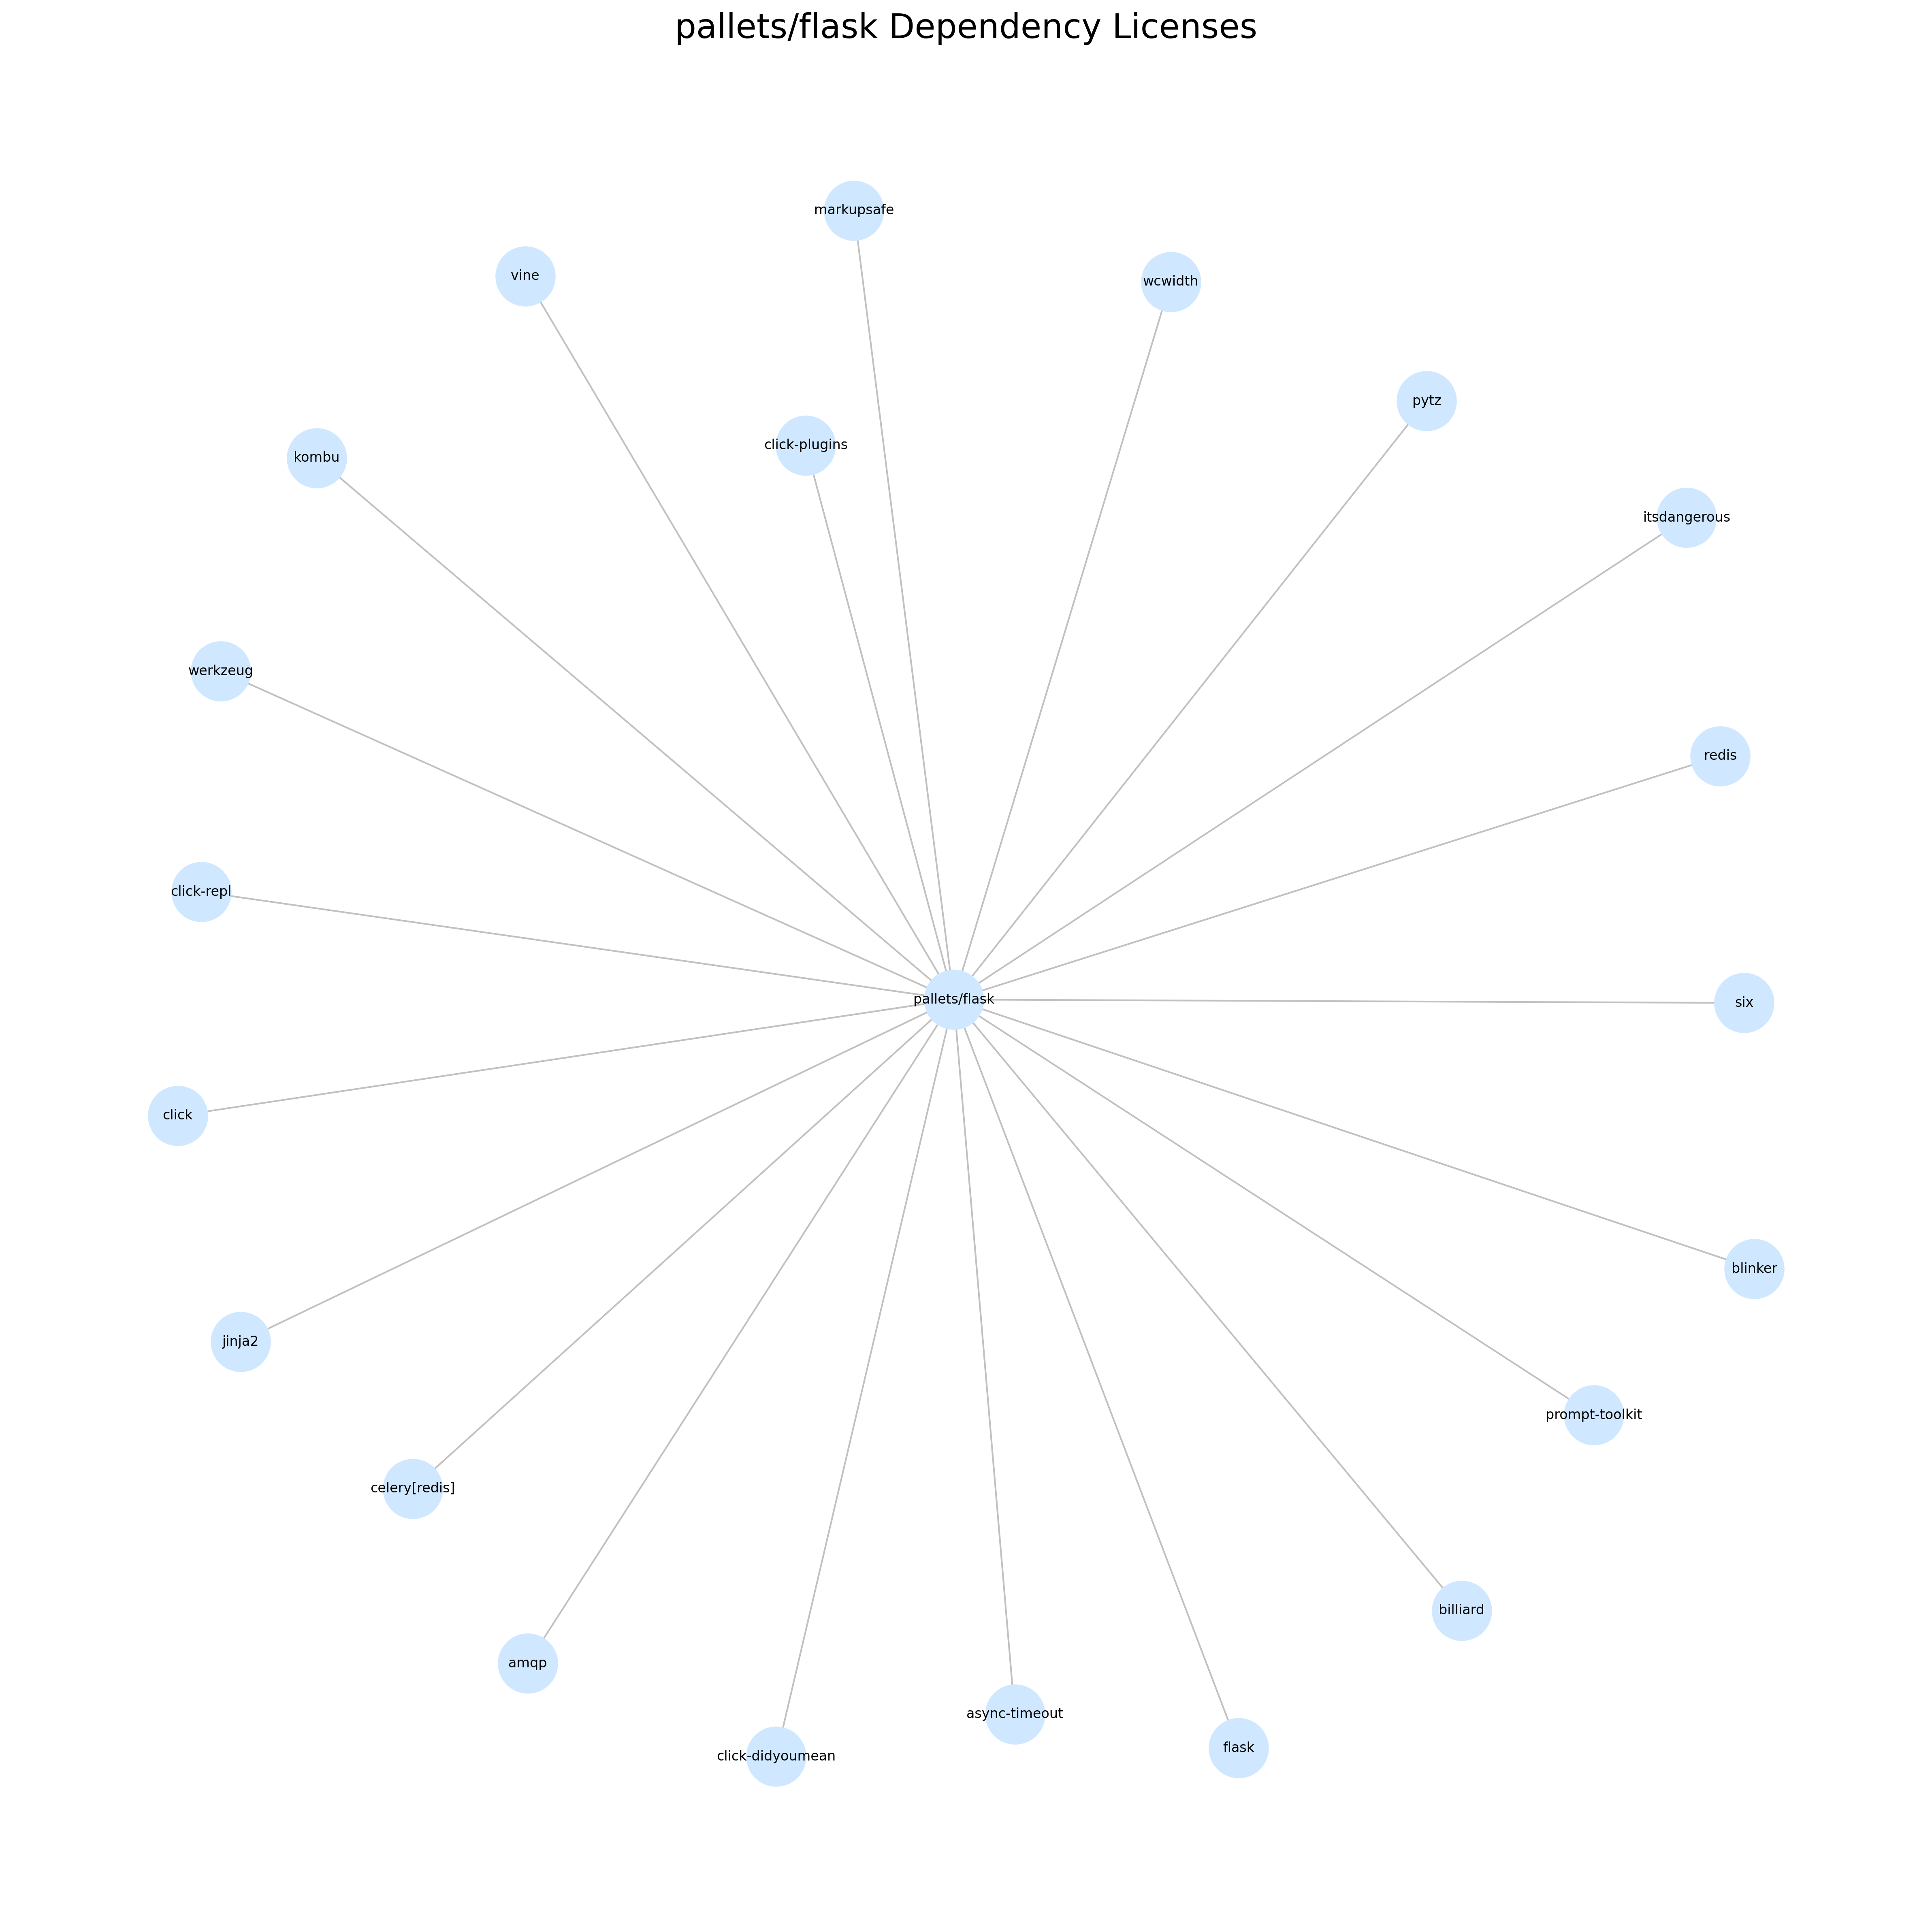 pallets/flask Dependency Licenses
markupsafe
vine
wcwidth
pytz
click-plugins
kombu
itsdangerous
werkzeug
redis
click-repl
pallets/flask
six
click
blinker
jinja2
prompt-toolkit
celery[redis]
billiard
amqp
async-timeout
flask
click-didyoumean